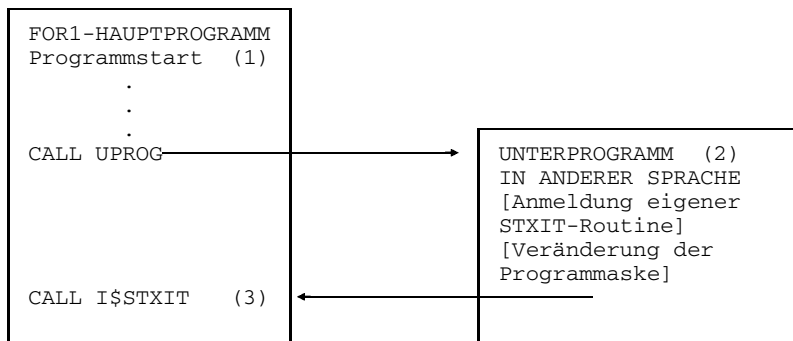 FOR1-HAUPTPROGRAMM
Programmstart (1)
.
.
.
CALL UPROG
UNTERPROGRAMM (2)
IN ANDERER SPRACHE
[Anmeldung eigener
STXIT-Routine]
[Veränderung der
Programmaske]
CALL I$STXIT (3)